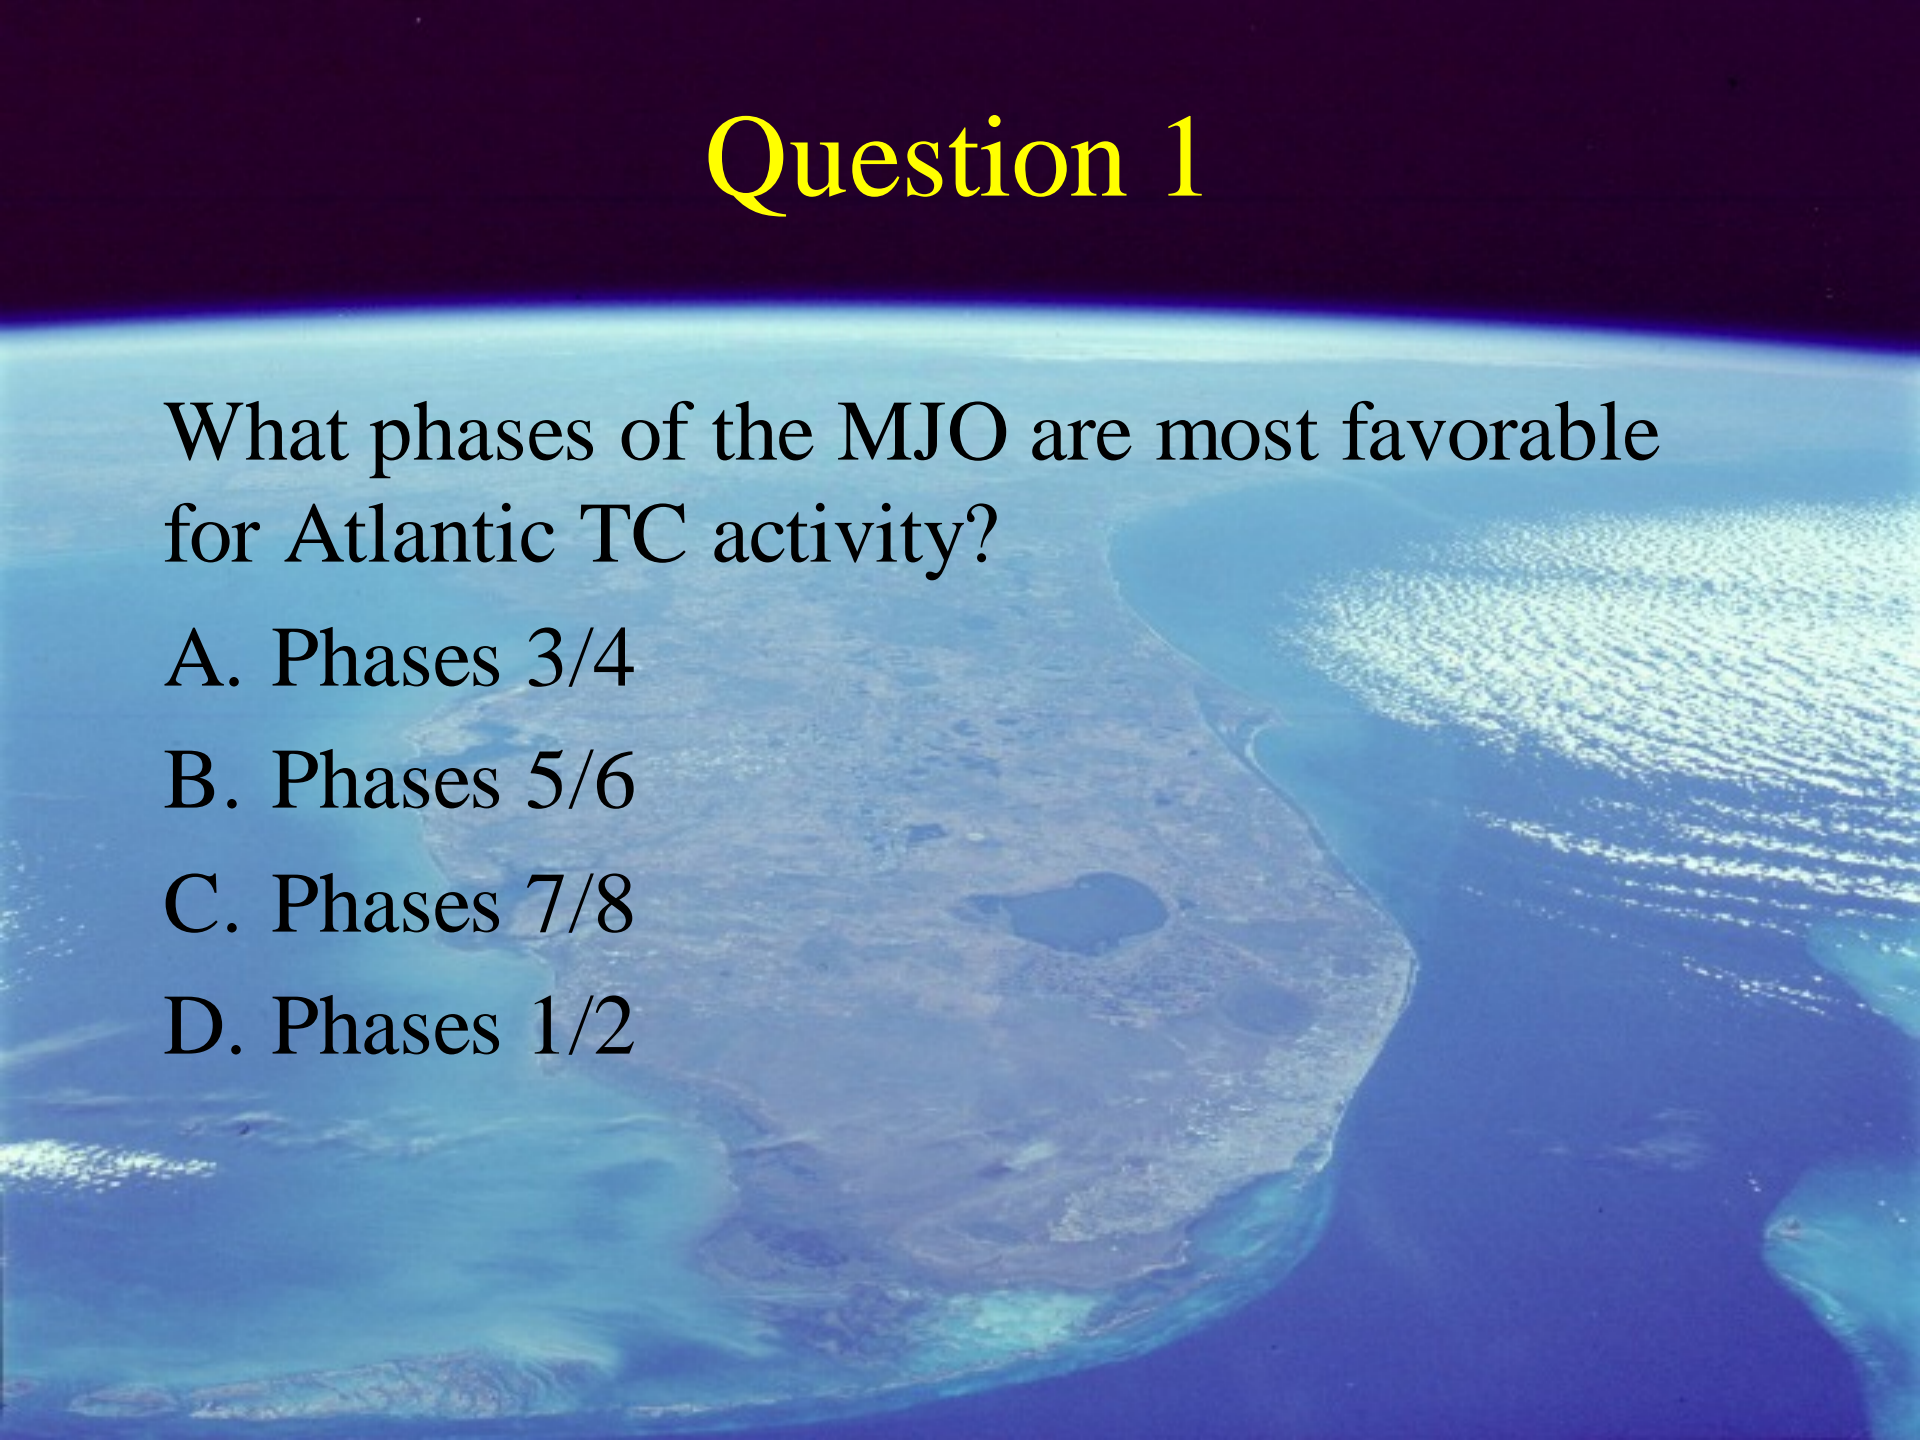 Question 1
What phases of the MJO are most favorable
for Atlantic TC activity?
A. Phases 3/4
B. Phases 5/6
C. Phases 7/8
D. Phases 1/2